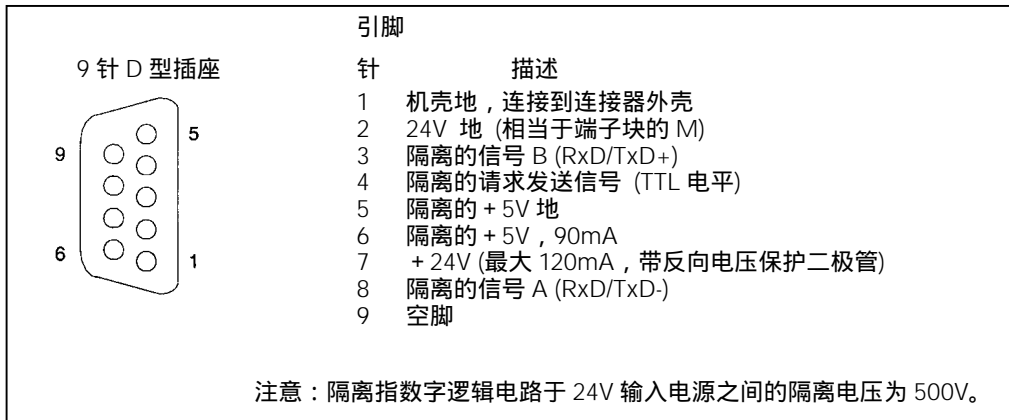 引脚
9 针 D 型插座
针 描述
1 机壳地，连接到连接器外壳
2 24V 地 (相当于端子块的 M)
3 隔离的信号 B (RxD/TxD+)
4 隔离的请求发送信号 (TTL 电平)
5 隔离的＋5V 地
6 隔离的＋5V，90mA
7 ＋24V (最大 120mA，带反向电压保护二极管)
8 隔离的信号 A (RxD/TxD-)
9 空脚
5
9
6
1
注意：隔离指数字逻辑电路于 24V 输入电源之间的隔离电压为 500V。